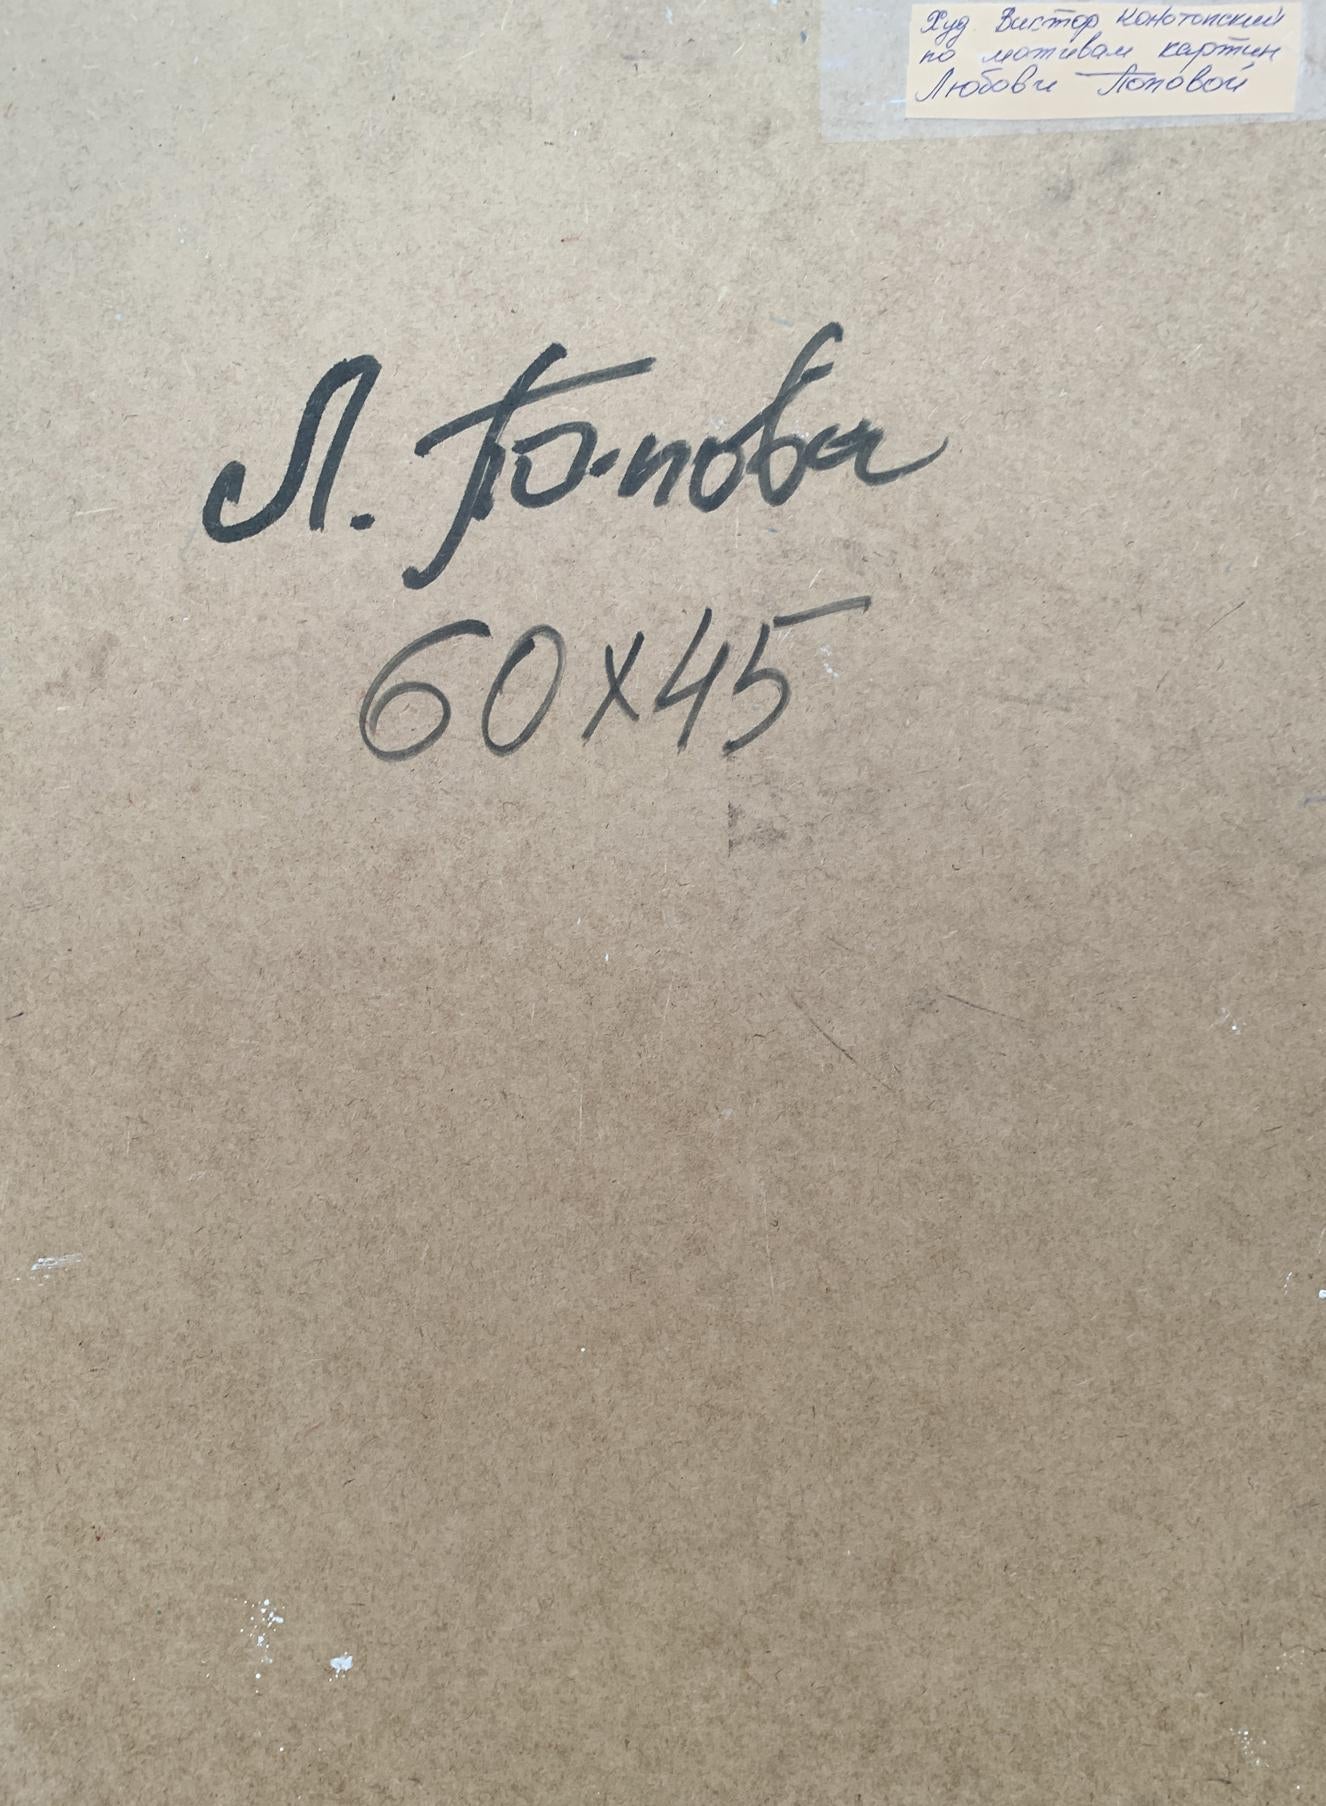 Худ Виктор Конотопский
по мотивам картин
Любови Поповой
Л. Попова
60х45